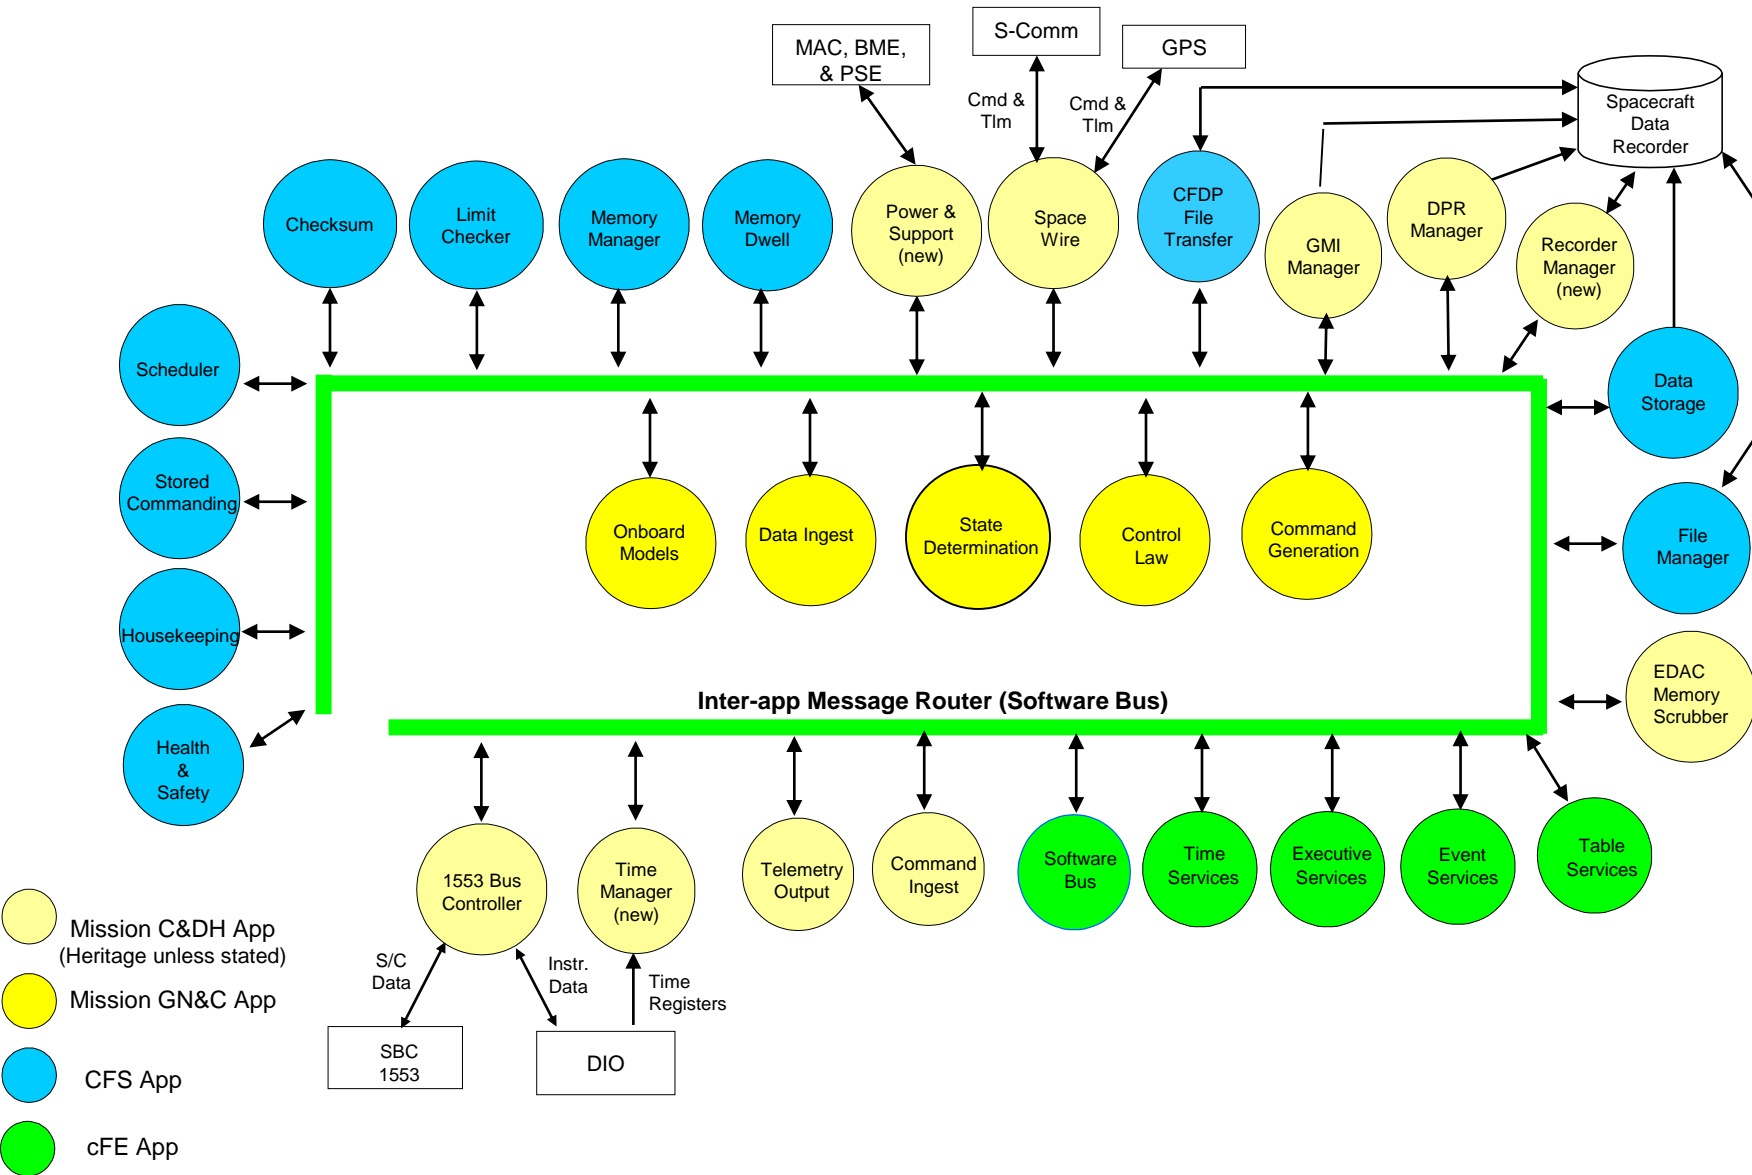 MAC, BME,
& PSE
S-Comm
GPS
Cmd &
Tlm
Cmd &
Tlm
Spacecraft
Data
Recorder
Checksum
Limit
Checker
Memory
Manager
Memory
Dwell
Power &
Support
(new)
Space
Wire
CFDP
File
Transfer
GMI
Manager
DPR
Manager
Recorder
Manager
(new)
Scheduler
Data
Storage
Stored
Commanding
Onboard
Models
Data Ingest
State
Determination
Control
Law
Command
Generation
File
Manager
Housekeeping
EDAC
Memory
Scrubber
Inter-app Message Router (Software Bus)
Health
&
Safety
1553 Bus
Controller
Time
Manager
(new)
Telemetry
Output
Command
Ingest
Software
Bus
Time
Services
Executive
Services
Event
Services
Table
Services
S/C
Data
Instr.
Data
Time
Registers
SBC
1553
DIO
Mission C&DH App
(Heritage unless stated)
Mission GN&C App
CFS App
cFE App